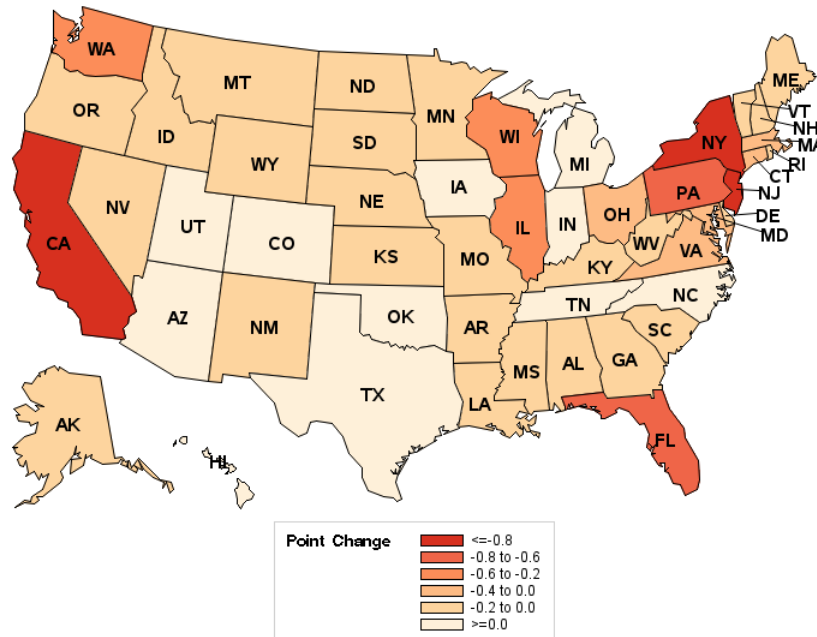 WA
MT
ND
MN
ME
OR
ID
SD
WI
VT
NH
WY
MI
NY
MA
RI
CT
IA
NE
PA
NJ
NV
UT
IL
IN
OH
DE
MD
CA
CO
KS
MO
WV
VA
KY
AZ
NM
OK
TN
NC
AR
SC
TX
MS
AL
GA
LA
AK
FL
HI
Point Change
<=-0.8
-0.8 to -0.6
-0.6 to -0.2
-0.4 to 0.0
-0.2 to 0.0
>=0.0